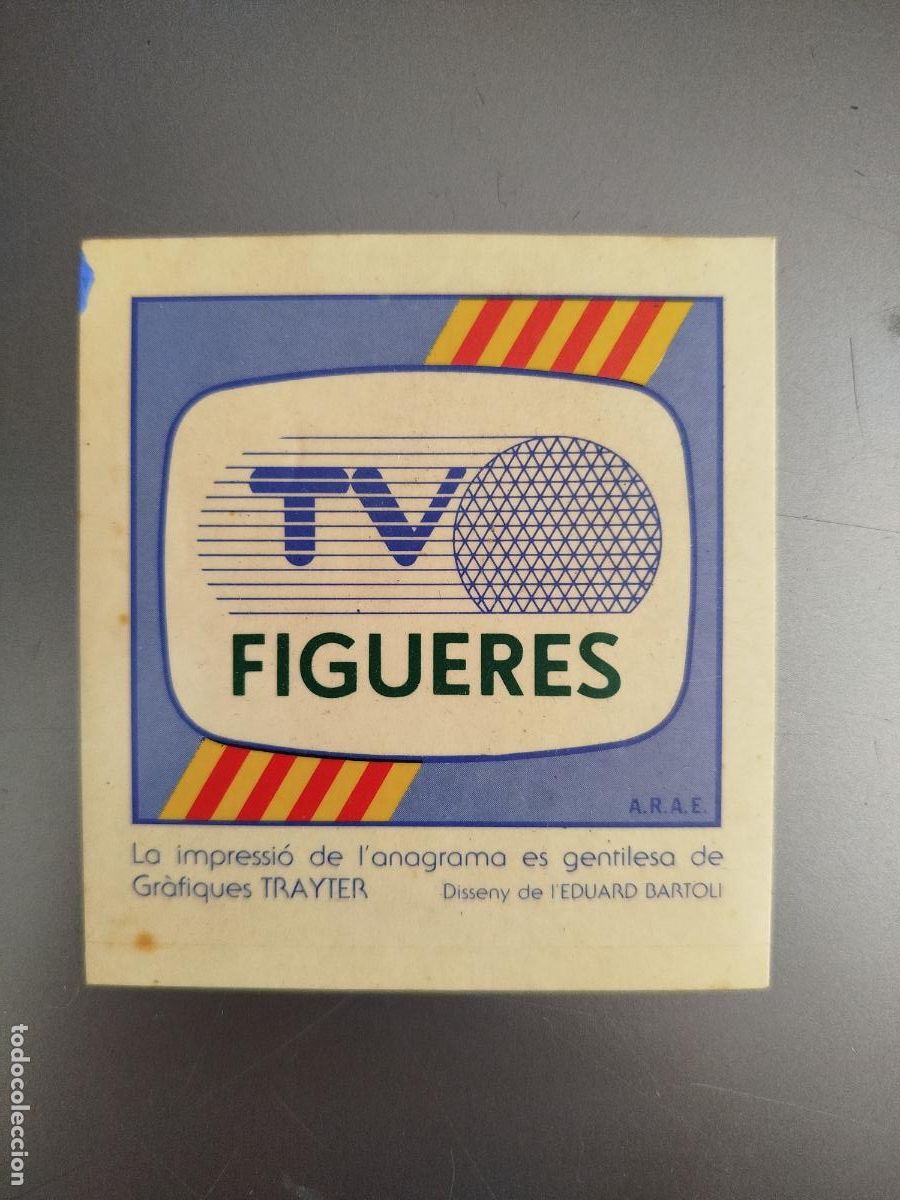 TV
FIGUERES
A.R.A.E.
La impressió de l'anagrama es gentilesa de
Gràfiques TRAYTER Disseny de l'EDUARD BARTOLI
todocoleccion